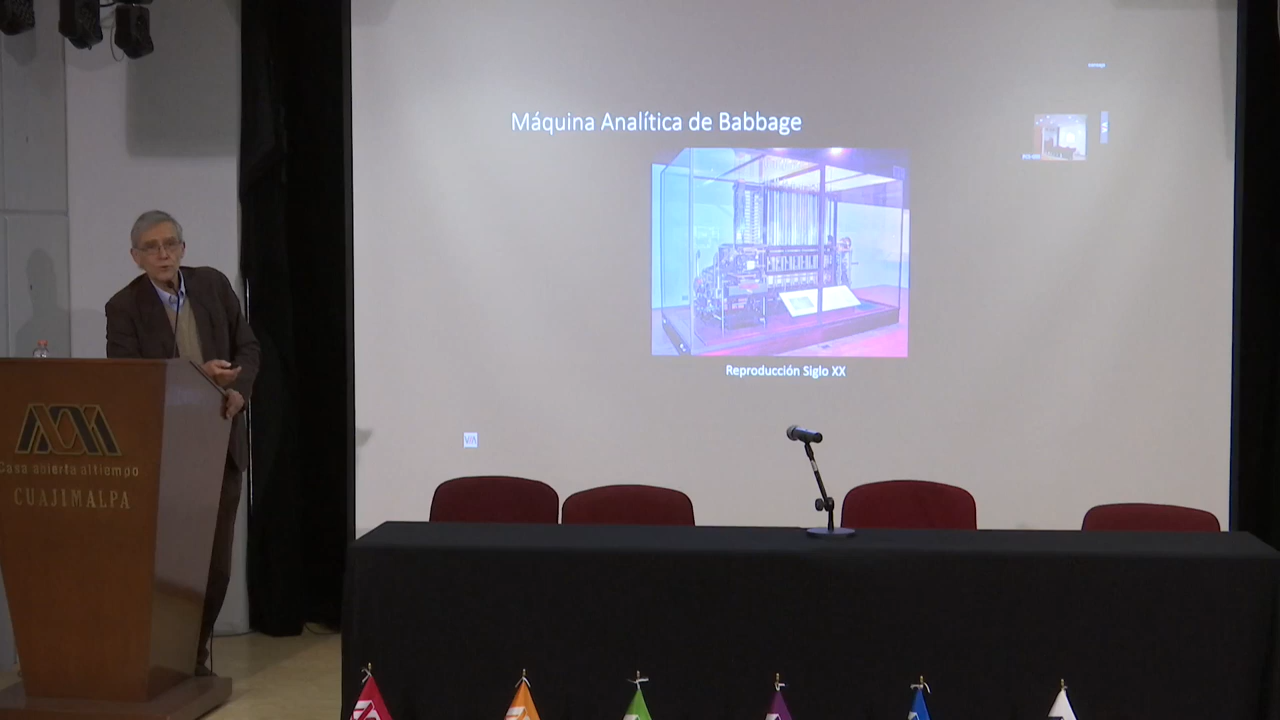 Máquina Analítica de Babbage
Reproducción Siglo XX
Casa abierta al tiempo
CUAJIMALPA